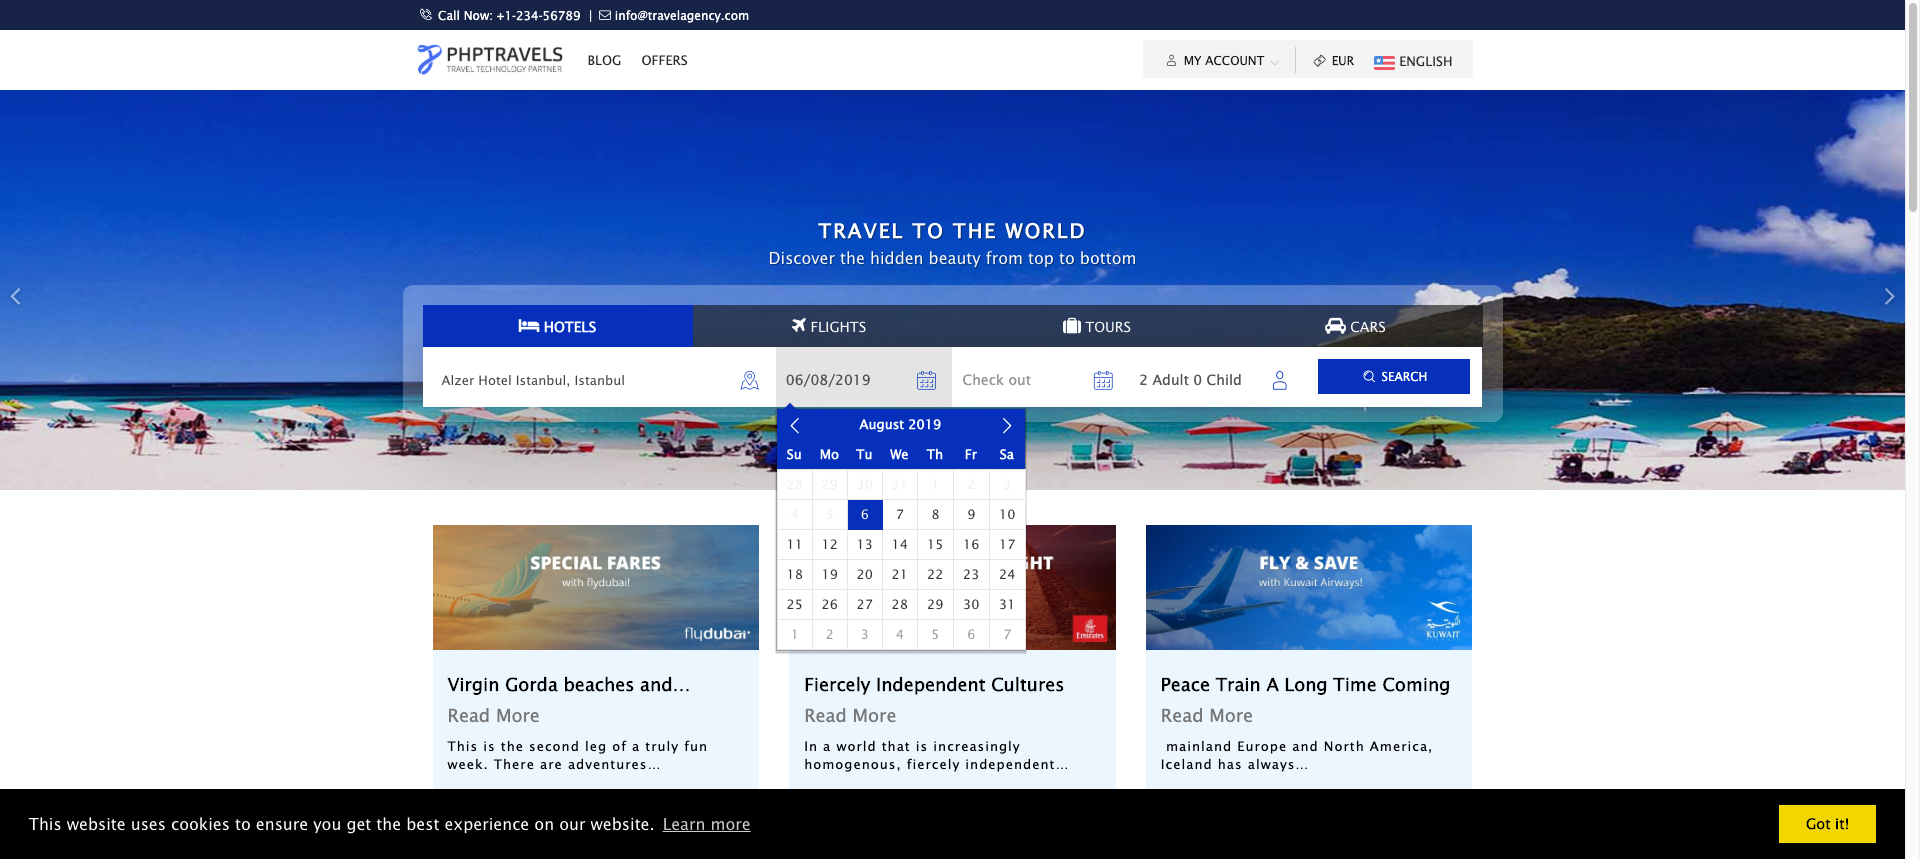 Call Now: +1-234-56789 | info@travelagency.com
PHPTRAVELS
TRAVEL TECHNOLOGY PARTNER
BLOG OFFERS
MY ACCOUNT EUR ENGLISH
TRAVEL TO THE WORLD
Discover the hidden beauty from top to bottom
HOTELS FLIGHTS TOURS CARS
Alzer Hotel Istanbul, Istanbul 06/08/2019 Check out 2 Adult 0 Child SEARCH
August 2019
Su Mo Tu We Th Fr Sa
28 29 30 31 1 2 3
4 5 6 7 8 9 10
11 12 13 14 15 16 17
18 19 20 21 22 23 24
25 26 27 28 29 30 31
1 2 3 4 5 6 7
SPECIAL FARES
with flydubai!
flydubai
Virgin Gorda beaches and...
Read More
This is the second leg of a truly fun
week. There are adventures...
GHT
Emirates
Fiercely Independent Cultures
Read More
In a world that is increasingly
homogenous, fiercely independent...
FLY & SAVE
with Kuwait Airways!
KUWAIT
Peace Train A Long Time Coming
Read More
mainland Europe and North America,
Iceland has always...
This website uses cookies to ensure you get the best experience on our website. Learn more
Got it!